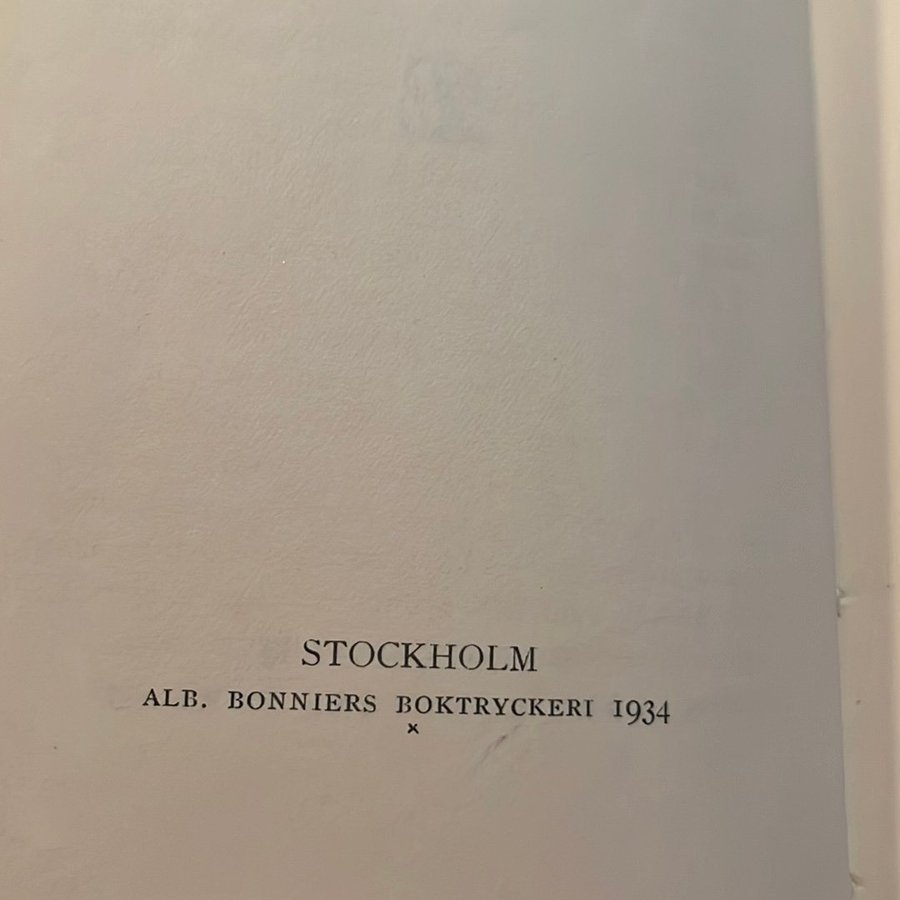 STOCKHOLM
ALB. BONNIERS BOKTRYCKERI 1934
x